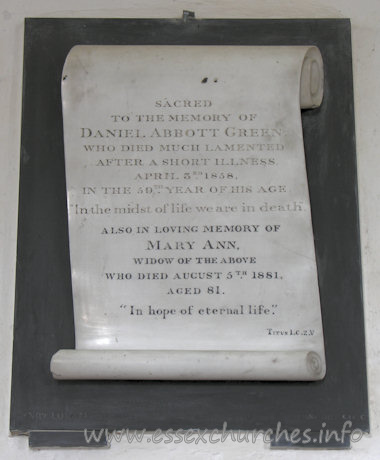 SACRED
TO THE MEMORY OF
DANIEL ABBOTT GREEN,
WHO DIED MUCH LAMENTED
AFTER A SHORT ILLNESS
APRIL 3RD 1858,
IN THE 59TH YEAR OF HIS AGE.
"In the midst of life we are in death".
ALSO IN LOVING MEMORY OF
MARY ANN,
WIDOW OF THE ABOVE
WHO DIED AUGUST 5TH 1881,
AGED 81.
"In hope of eternal life."
TITUS I.C. 2.V
www.essexchurches.info